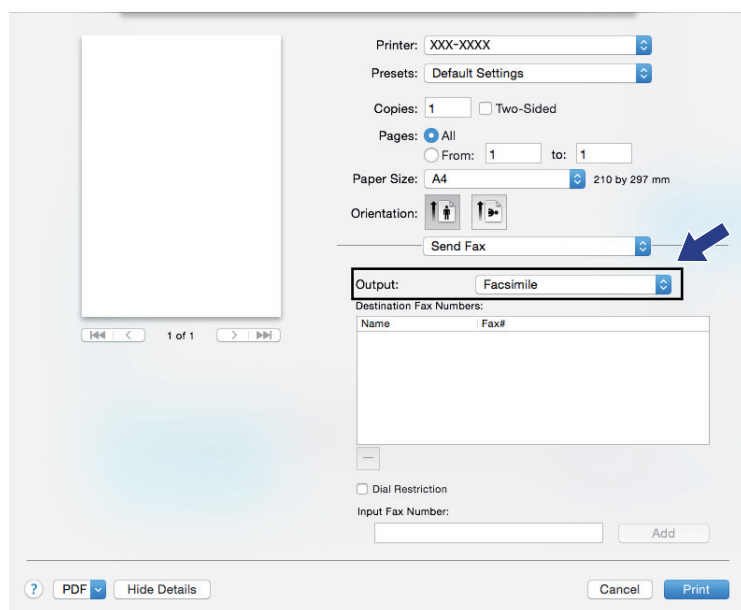 Printer: XXX-XXXX
Presets: Default Settings
Copies: 1 Two-Sided
Pages: All
From: 1 to: 1
Paper Size: A4 210 by 297 mm
Orientation:
Send Fax
Output: Facsimile
Destination Fax Numbers:
Name Fax#
1 of 1
Dial Restriction
Input Fax Number:
Add
? PDF Hide Details Cancel Print